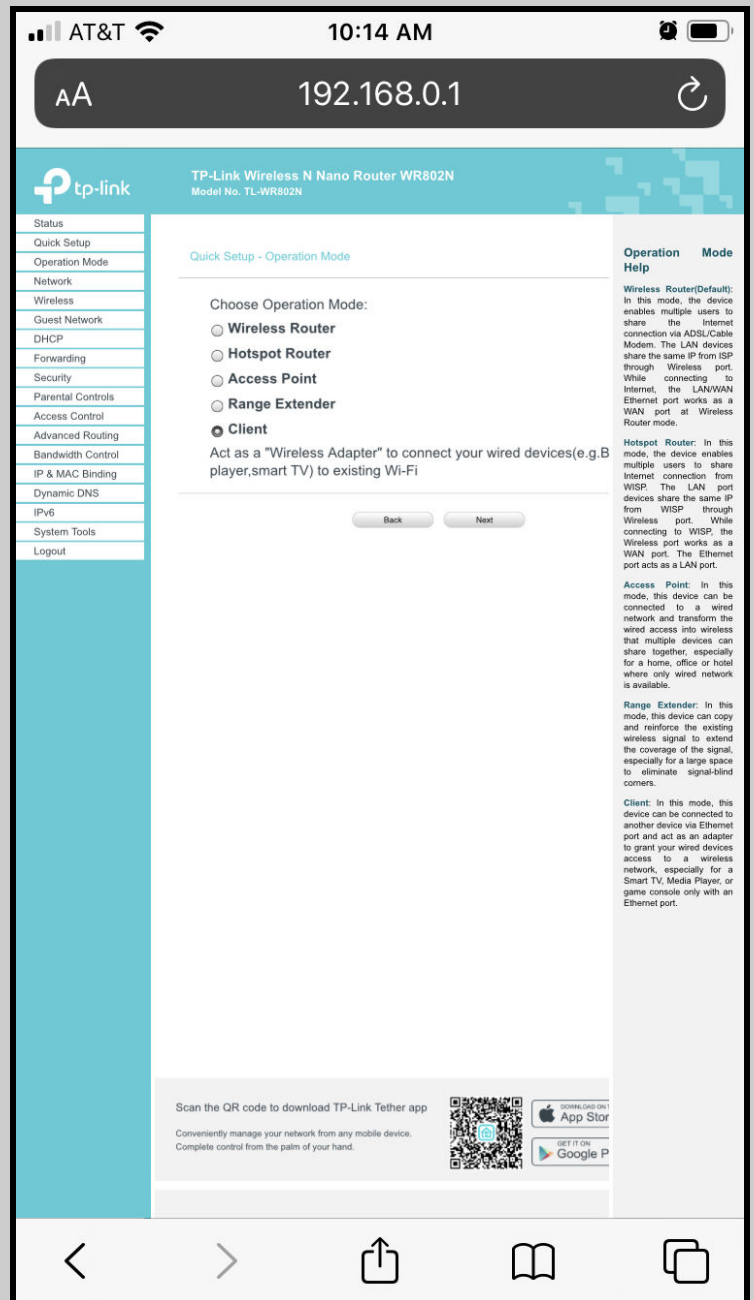 AT&T
10:14 AM
AA
192.168.0.1
tp-link
TP-Link Wireless N Nano Router WR802N
Model No. TL-WR802N
Status
Quick Setup
Operation Mode
Network
Wireless
Guest Network
DHCP
Forwarding
Security
Parental Controls
Access Control
Advanced Routing
Bandwidth Control
IP & MAC Binding
Dynamic DNS
IPv6
System Tools
Logout
Quick Setup - Operation Mode
Choose Operation Mode:
Wireless Router
Hotspot Router
Access Point
Range Extender
Client
Act as a "Wireless Adapter" to connect your wired devices(e.g.B
player,smart TV) to existing Wi-Fi
Back
Next
Operation Mode
Help
Wireless Router(Default):
In this mode, the device
enables multiple users to
share the Internet
connection via ADSL/Cable
Modem. The LAN devices
share the same IP from ISP
through Wireless port.
While connecting to
Internet, the LAN/WAN
Ethernet port works as a
WAN port at Wireless
Router mode.
Hotspot Router: In this
mode, the device enables
multiple users to share
Internet connection from
WISP. The LAN port
devices share the same IP
from WISP through
Wireless port. While
connecting to WISP, the
Wireless port works as a
WAN port. The Ethernet
port acts as a LAN port.
Access Point: In this
mode, this device can be
connected to a wired
network and transform the
wired access into wireless
that multiple devices can
share together, especially
for a home, office or hotel
where only wired network
is available.
Range Extender: In this
mode, this device can copy
and reinforce the existing
wireless signal to extend
the coverage of the signal,
especially for a large space
to eliminate signal-blind
corners.
Client: In this mode, this
device can be connected to
another device via Ethernet
port and act as an adapter
to grant your wired devices
access to a wireless
network, especially for a
Smart TV, Media Player, or
game console only with an
Ethernet port.
Scan the QR code to download TP-Link Tether app
Conveniently manage your network from any mobile device.
Complete control from the palm of your hand.
DOWNLOAD ON
App Stor
GET IT ON
Google P